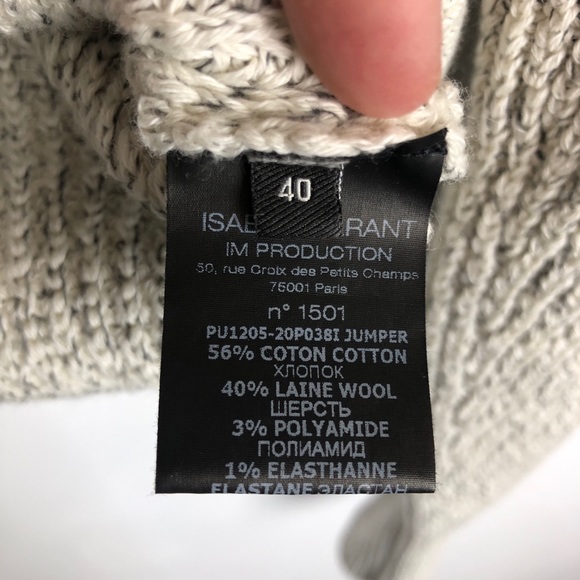 40
ISAB RANT
IM PRODUCTION
50, rue Croix des Petits Champs
75001 Paris
n° 1501
PU1205-20P038I JUMPER
56% COTON COTTON
ХЛОПОК
40% LAINE WOOL
ШЕРСТЬ
3% POLYAMIDE
ПОЛИАМИД
1% ELASTHANNE
ELASTANE ЭЛАСТАН